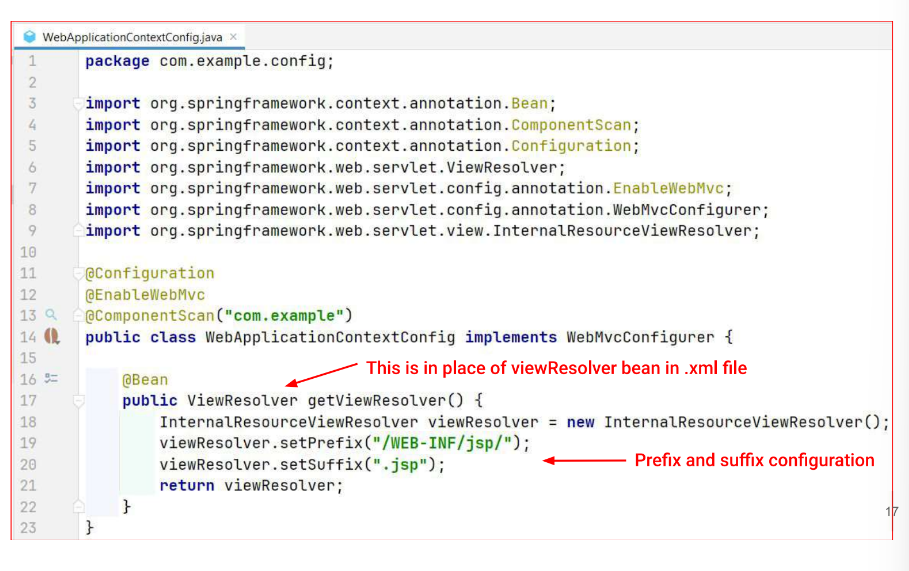 WebApplicationContextConfig.java ×
1 package com.example.config;
2
3 import org.springframework.context.annotation.Bean;
4 import org.springframework.context.annotation.ComponentScan;
5 import org.springframework.context.annotation.Configuration;
6 import org.springframework.web.servlet.ViewResolver;
7 import org.springframework.web.servlet.config.annotation.EnableWebMvc;
8 import org.springframework.web.servlet.config.annotation.WebMvcConfigurer;
9 import org.springframework.web.servlet.view.InternalResourceViewResolver;
10
11 @Configuration
12 @EnableWebMvc
13 @ComponentScan("com.example")
14 public class WebApplicationContextConfig implements WebMvcConfigurer {
15
This is in place of viewResolver bean in .xml file
16 @Bean
17 public ViewResolver getViewResolver() {
18 InternalResourceViewResolver viewResolver = new InternalResourceViewResolver();
19 viewResolver.setPrefix("/WEB-INF/jsp/");
20 viewResolver.setSuffix(".jsp");
Prefix and suffix configuration
21 return viewResolver;
22 }
23 }
17